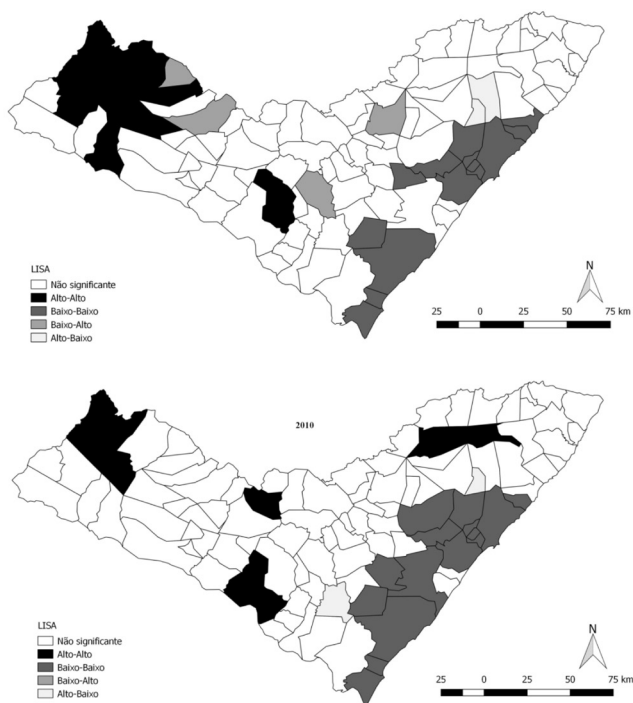 N
LISA
Não significante
Alto-Alto
Baixo-Baixo
Baixo-Alto
Alto-Baixo
25 0 25 50 75 km
2010
N
LISA
Não significante
Alto-Alto
Baixo-Baixo
Baixo-Alto
Alto-Baixo
25 0 25 50 75 km